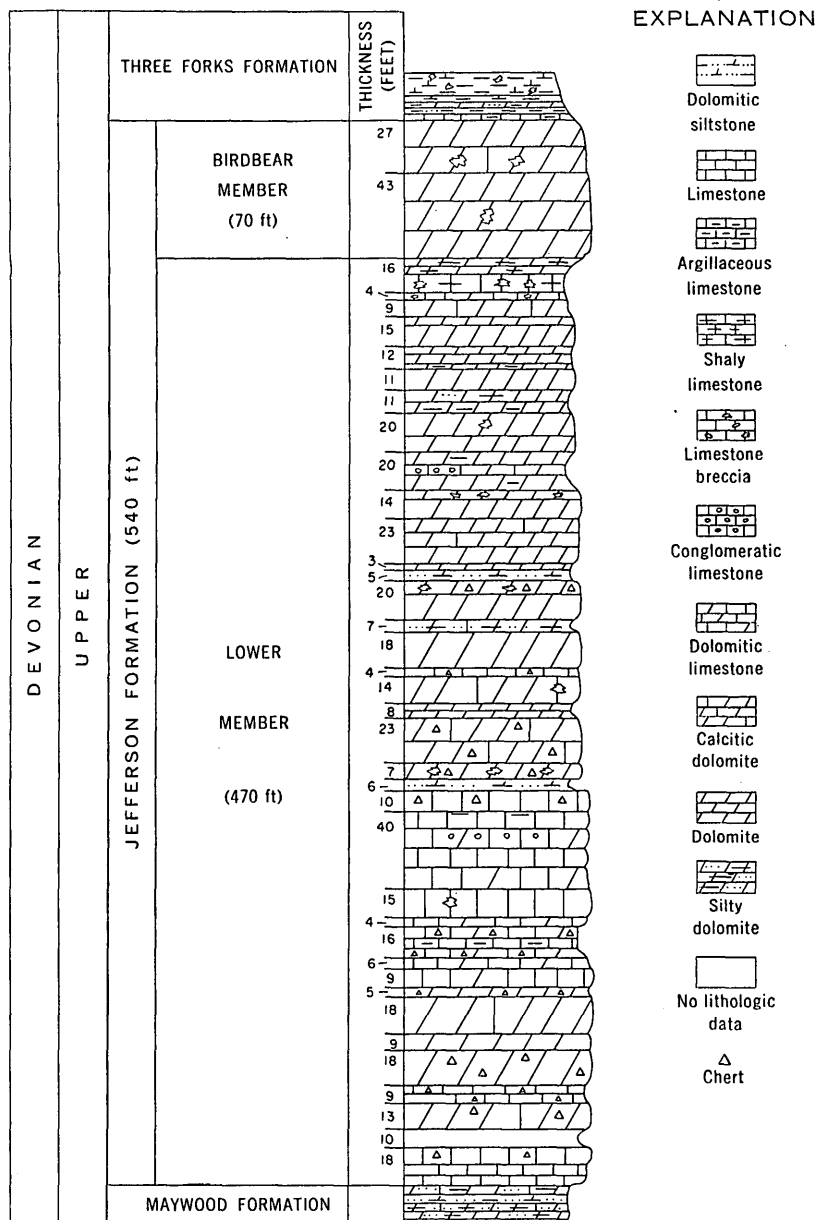 EXPLANATION
THREE FORKS FORMATION
THICKNESS
(FEET)
BIRDBEAR
MEMBER
(70 ft)
27
43
16
4
9
15
12
11
11
20
20
14
23
3
5
20
7
18
4
14
8
23
7
6
10
40
15
4
16
6
9
5
18
9
18
9
13
10
18
DEVONIAN
UPPER
JEFFERSON FORMATION (540 ft)
LOWER
MEMBER
(470 ft)
MAYWOOD FORMATION
Dolomitic
siltstone
Limestone
Argillaceous
limestone
Shaly
limestone
Limestone
breccia
Conglomeratic
limestone
Dolomitic
limestone
Calcitic
dolomite
Dolomite
Silty
dolomite
No lithologic
data
Chert